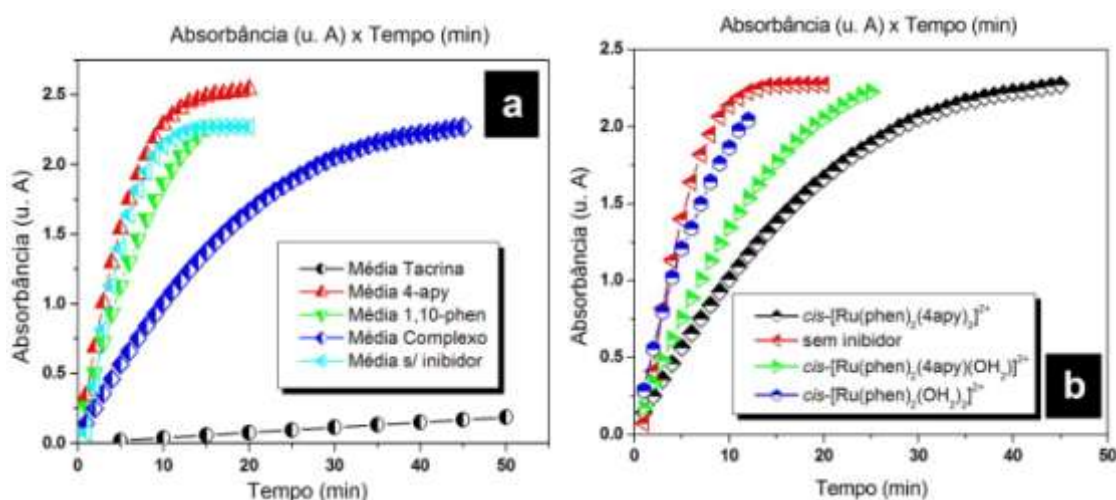 Absorbância (u. A) x Tempo (min)
a
Absorbância (u. A)
2.5
2.0
1.5
1.0
0.5
0.0
Média Tacrina
Média 4-apy
Média 1,10-phen
Média Complexo
Média s/ inibidor
0 10 20 30 40 50
Tempo (min)
Absorbância (u. A) x Tempo (min)
Absorbância (u. A)
2.5
2.0
1.5
1.0
0.5
0.0
cis-[Ru(phen)₂(4apy)₂]²⁺
sem inibidor
cis-[Ru(phen)₂(4apy)(OH₂)]²⁺
cis-[Ru(phen)₂(OH₂)₂]²⁺
b
0 10 20 30 40 50
Tempo (min)